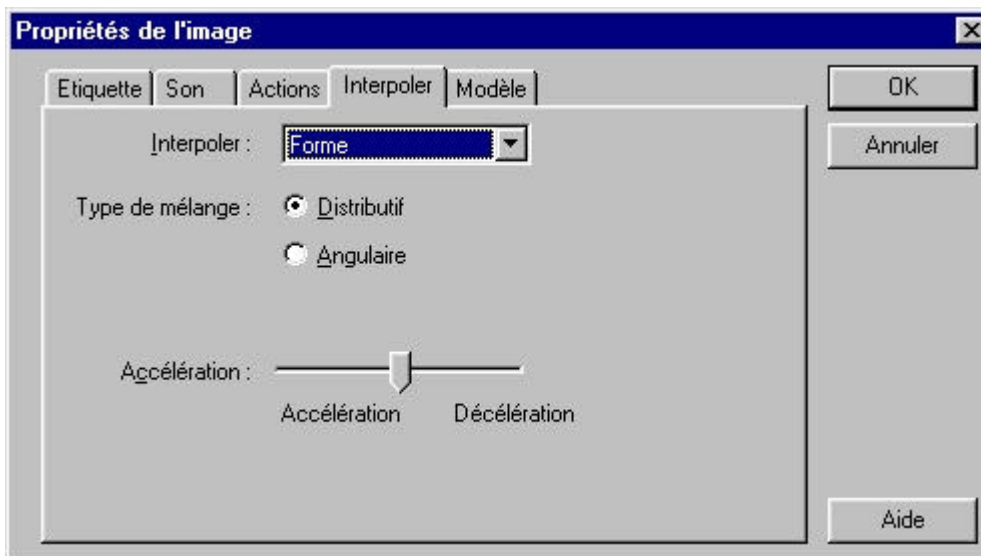 Propriétés de l'image
Etiquette Son Actions Interpoler Modèle
OK
Interpoler : Forme
Annuler
Type de mélange : Distributif
Angulaire
Accélération :
Accélération Décélération
Aide